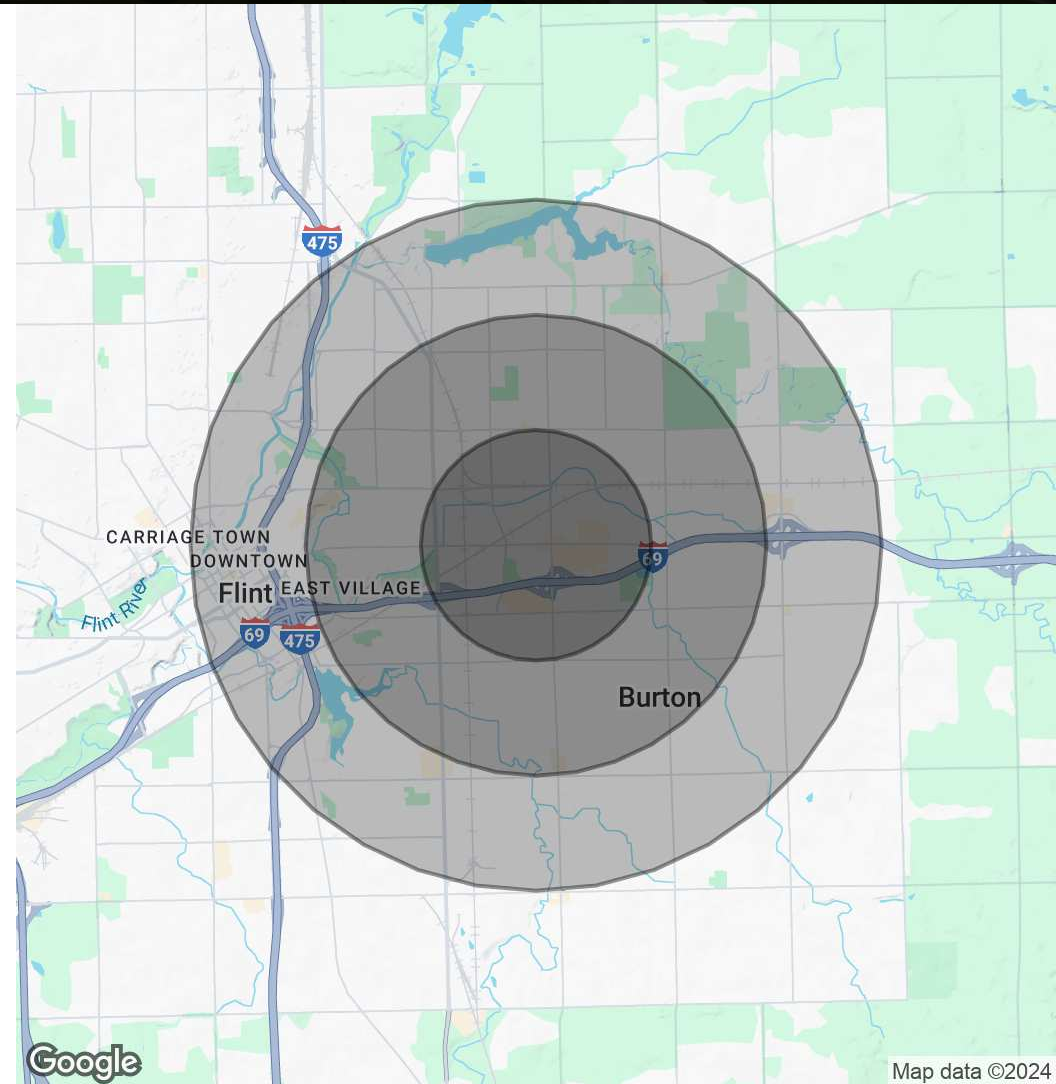 475
CARRIAGE TOWN
DOWNTOWN
69
Flint
EAST VILLAGE
Flint River
69
475
Burton
Google
Map data ©2024